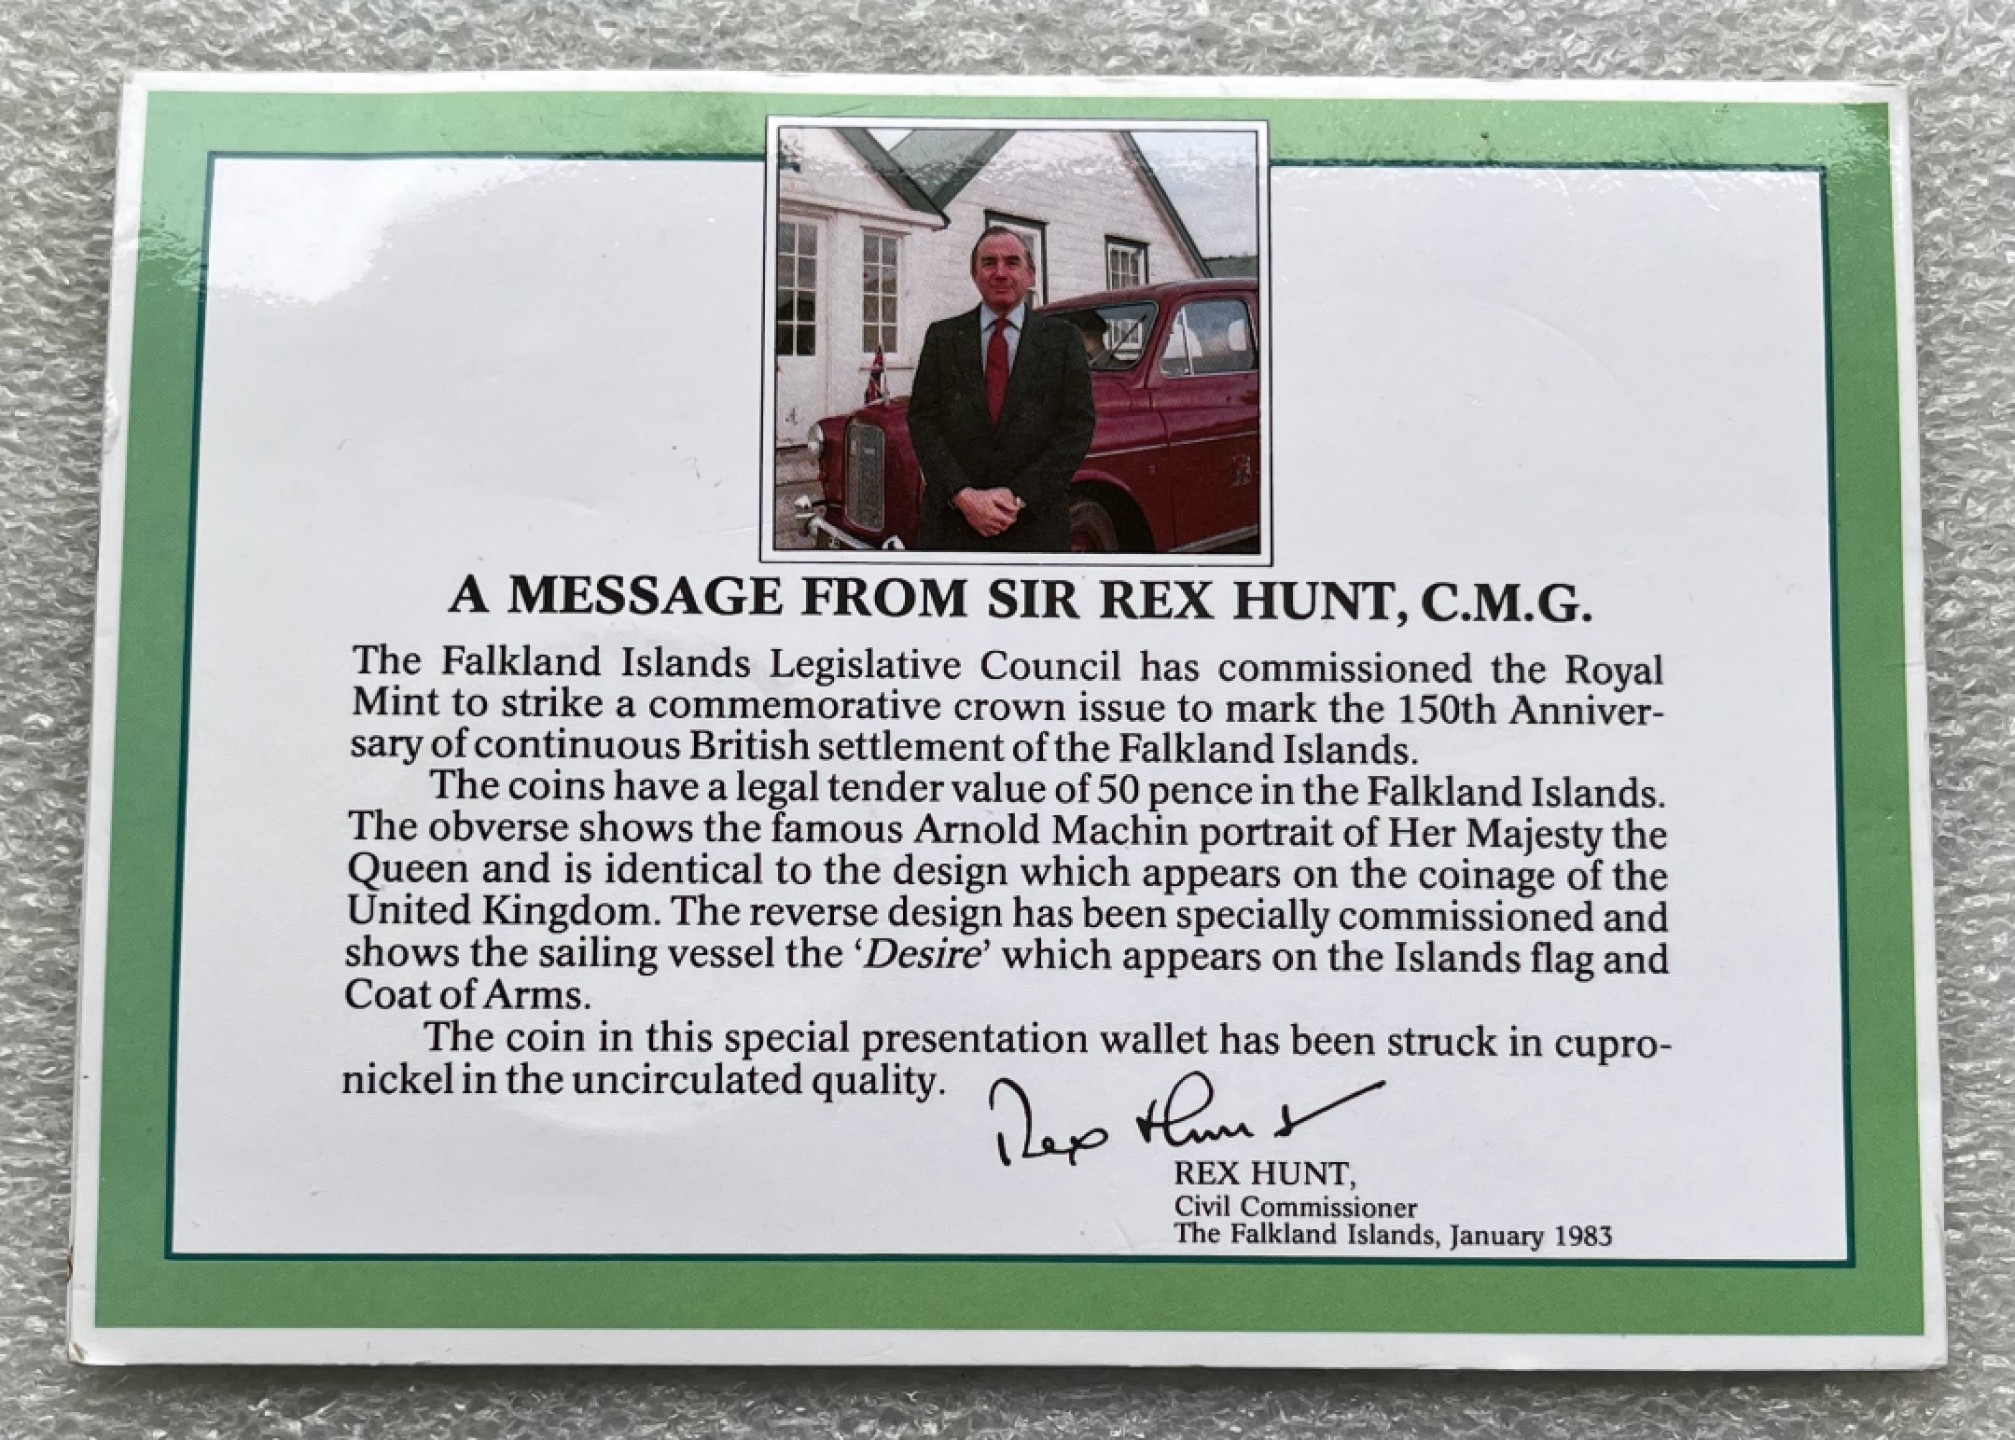 A MESSAGE FROM SIR REX HUNT, C.M.G.
The Falkland Islands Legislative Council has commissioned the Royal
Mint to strike a commemorative crown issue to mark the 150th Anniver-
sary of continuous British settlement of the Falkland Islands.
The coins have a legal tender value of 50 pence in the Falkland Islands.
The obverse shows the famous Arnold Machin portrait of Her Majesty the
Queen and is identical to the design which appears on the coinage of the
United Kingdom. The reverse design has been specially commissioned and
shows the sailing vessel the ‘Desire’ which appears on the Islands flag and
Coat of Arms.
The coin in this special presentation wallet has been struck in cupro-
nickel in the uncirculated quality.
Rex Hunt
REX HUNT,
Civil Commissioner
The Falkland Islands, January 1983